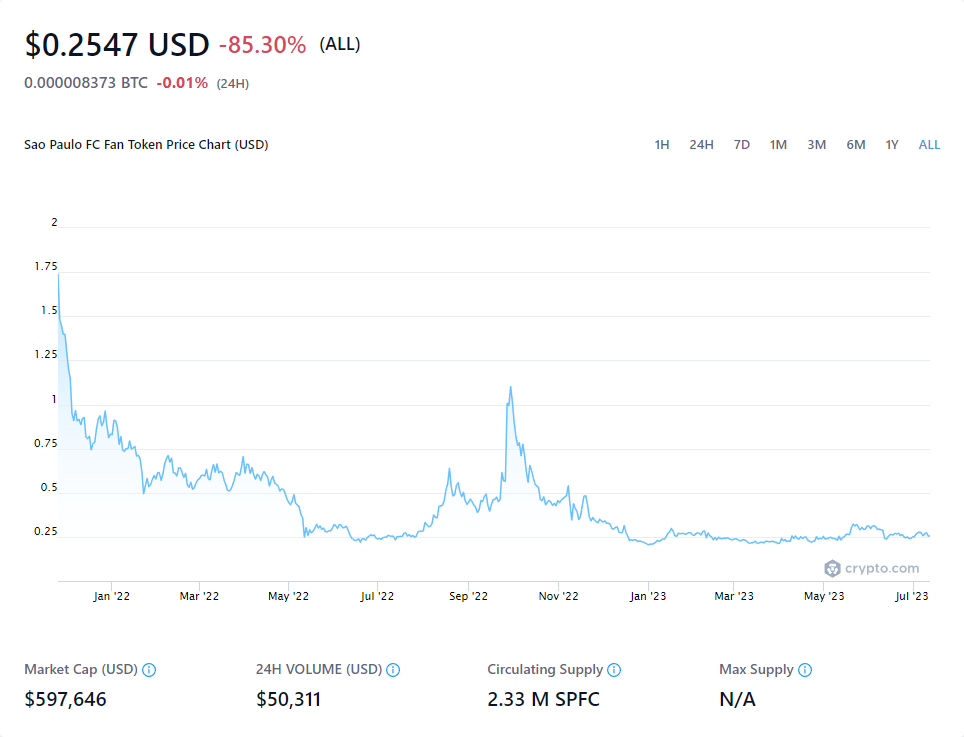 $0.2547 USD -85.30% (ALL)
0.000008373 BTC -0.01% (24H)
Sao Paulo FC Fan Token Price Chart (USD) 1H 24H 7D 1M 3M 6M 1Y ALL
2
1.75
1.5
1.25
1
0.75
0.5
0.25
crypto.com
Jan '22 Mar '22 May '22 Jul '22 Sep '22 Nov '22 Jan '23 Mar '23 May '23 Jul '23
Market Cap (USD) 24H VOLUME (USD) Circulating Supply Max Supply
$597,646 $50,311 2.33 M SPFC N/A